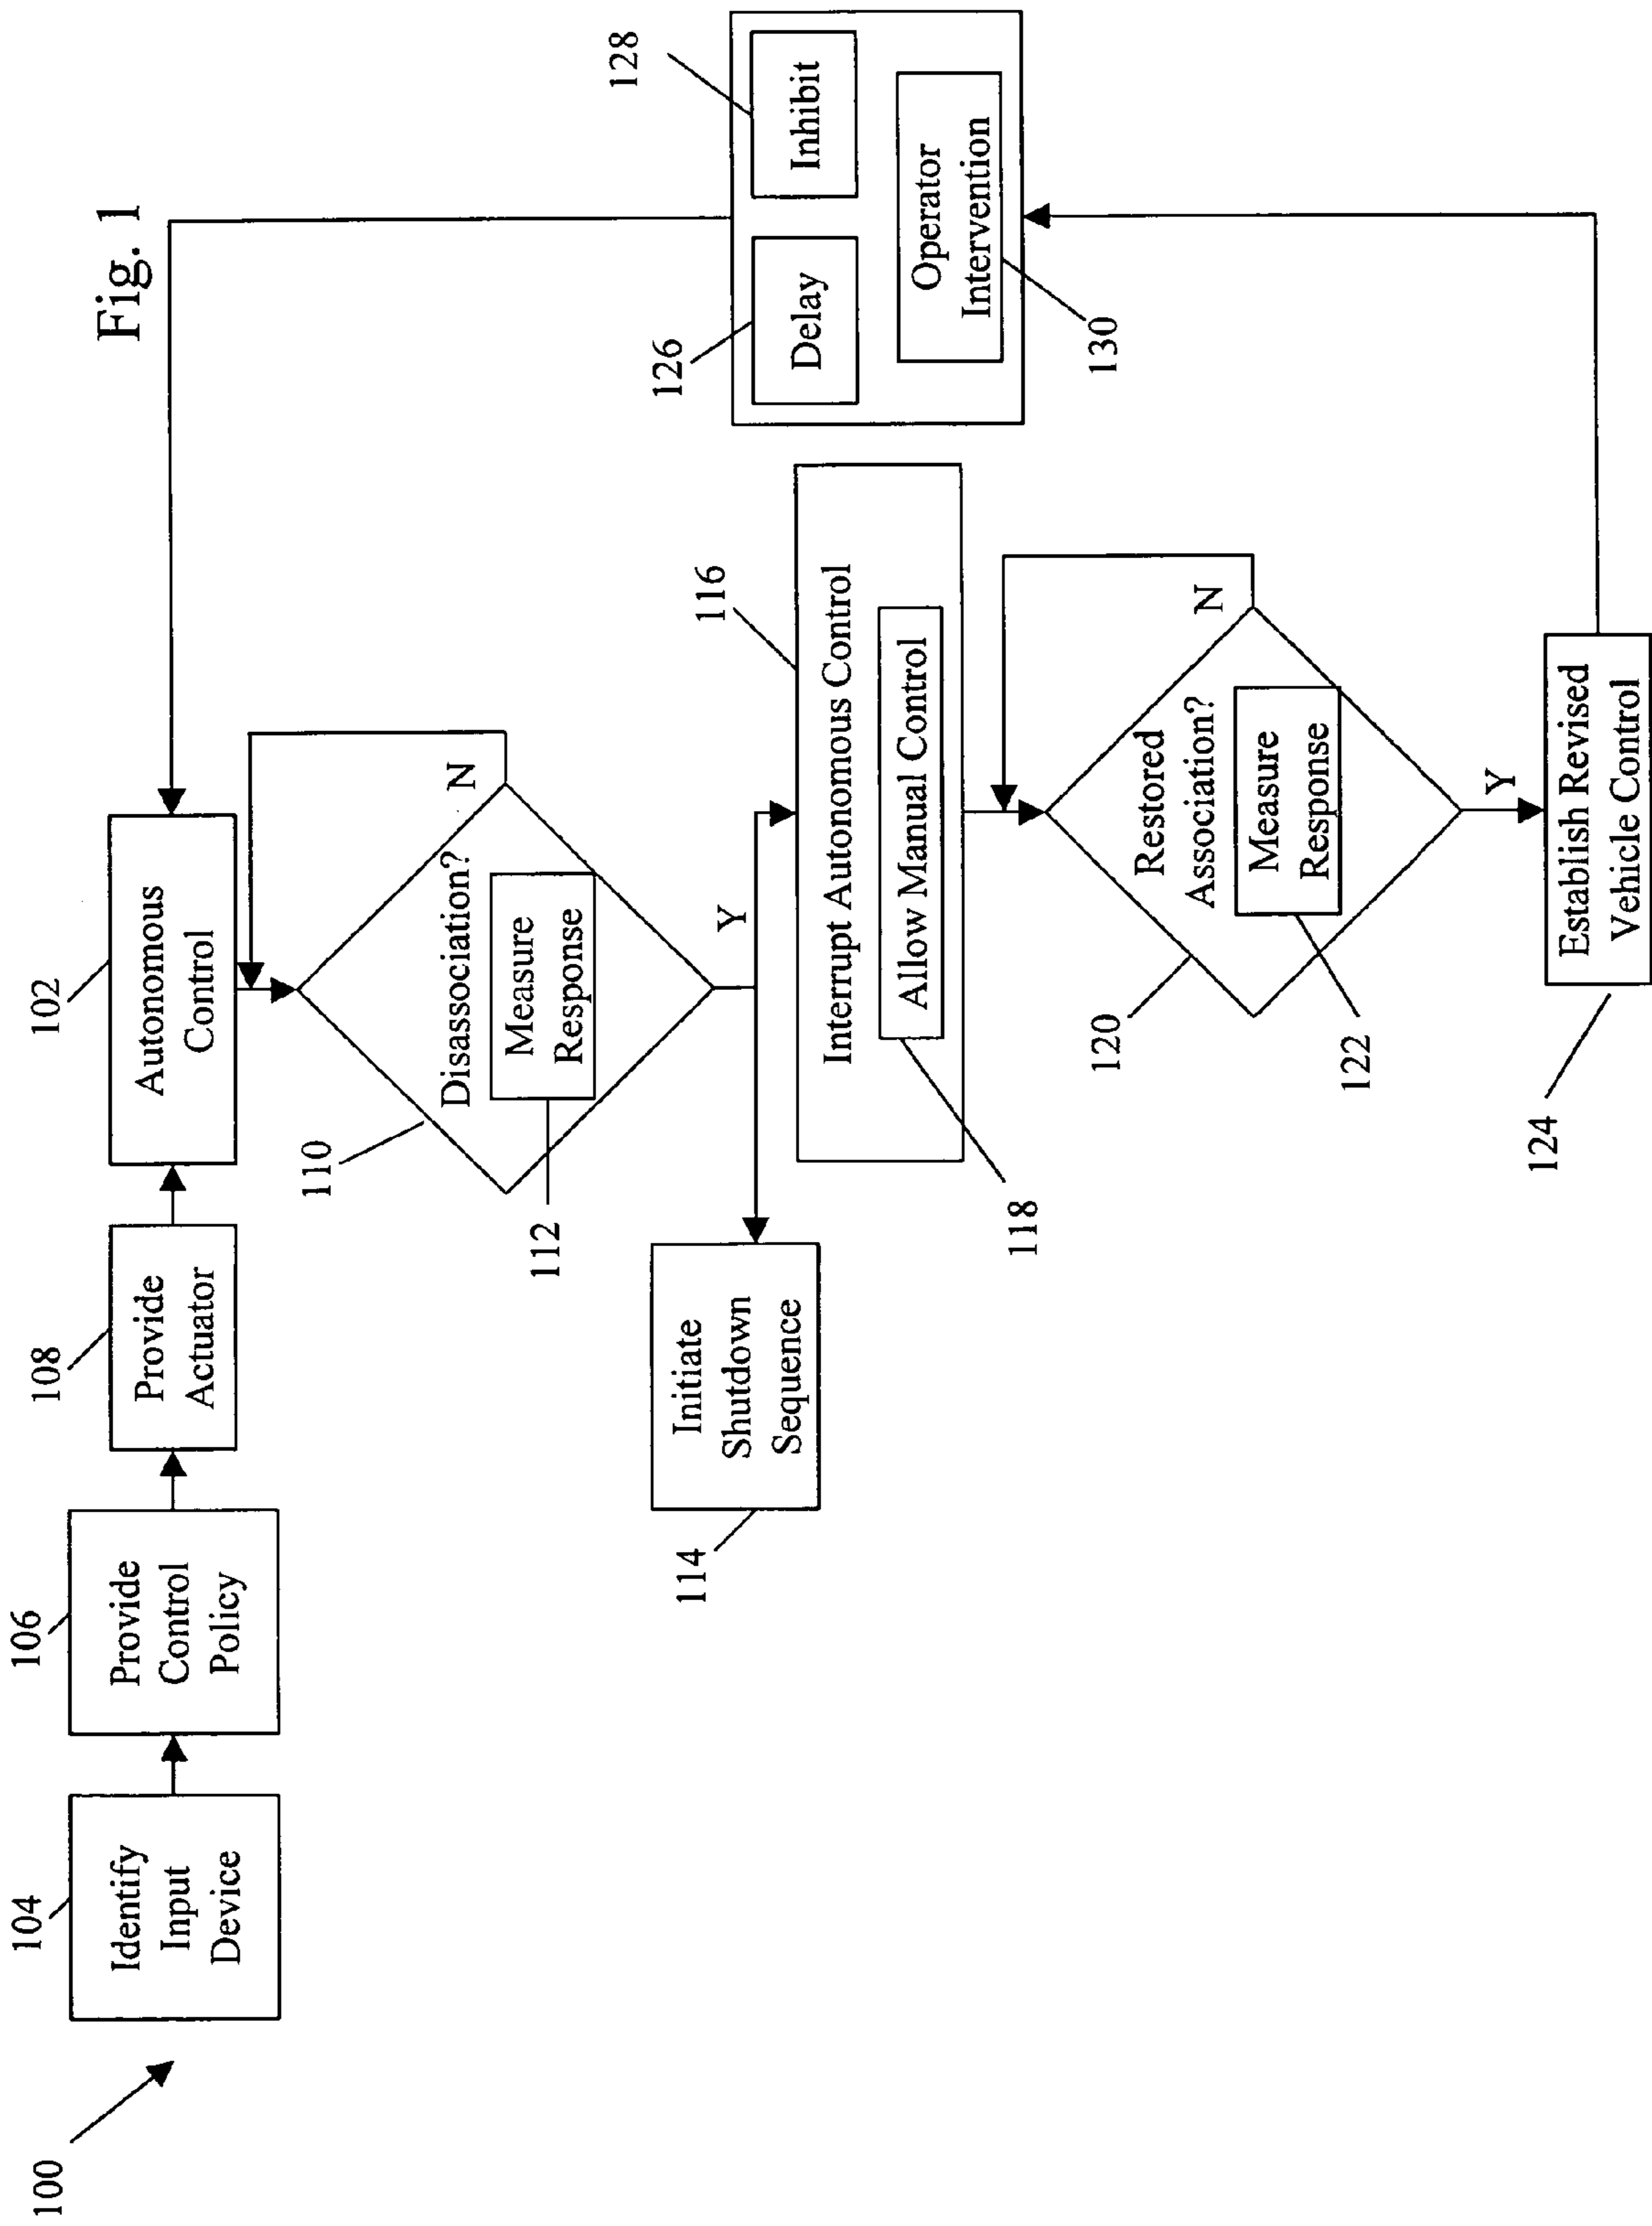 Fig. 1
100
104
Identify
Input
Device
106
Provide
Control
Policy
108
Provide
Actuator
102
Autonomous
Control
110
Disassociation?
112
Measure
Response
N
Y
114
Initiate
Shutdown
Sequence
116
Interrupt Autonomous Control
118
Allow Manual Control
120
Restored
Association?
122
Measure
Response
N
Y
124
Establish Revised
Vehicle Control
126
Delay
128
Inhibit
130
Operator
Intervention